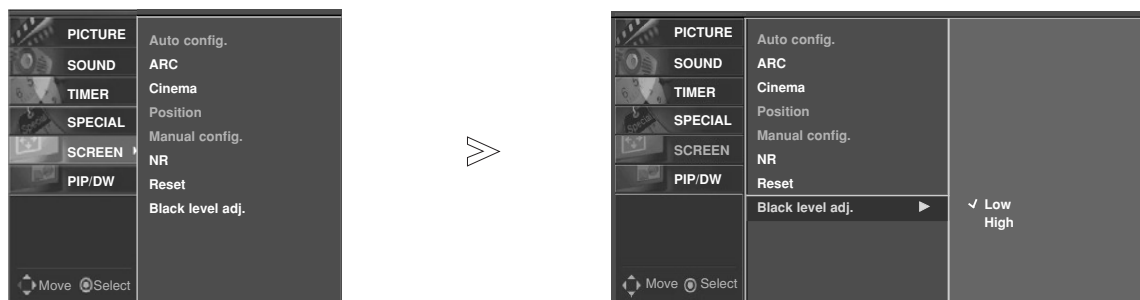 PICTURE
SOUND
TIMER
SPECIAL
SCREEN
PIP/DW
Move Select
Auto config.
ARC
Cinema
Position
Manual config.
NR
Reset
Black level adj.
PICTURE
SOUND
TIMER
SPECIAL
SCREEN
PIP/DW
Move Select
Auto config.
ARC
Cinema
Position
Manual config.
NR
Reset
Black level adj.
Low
High